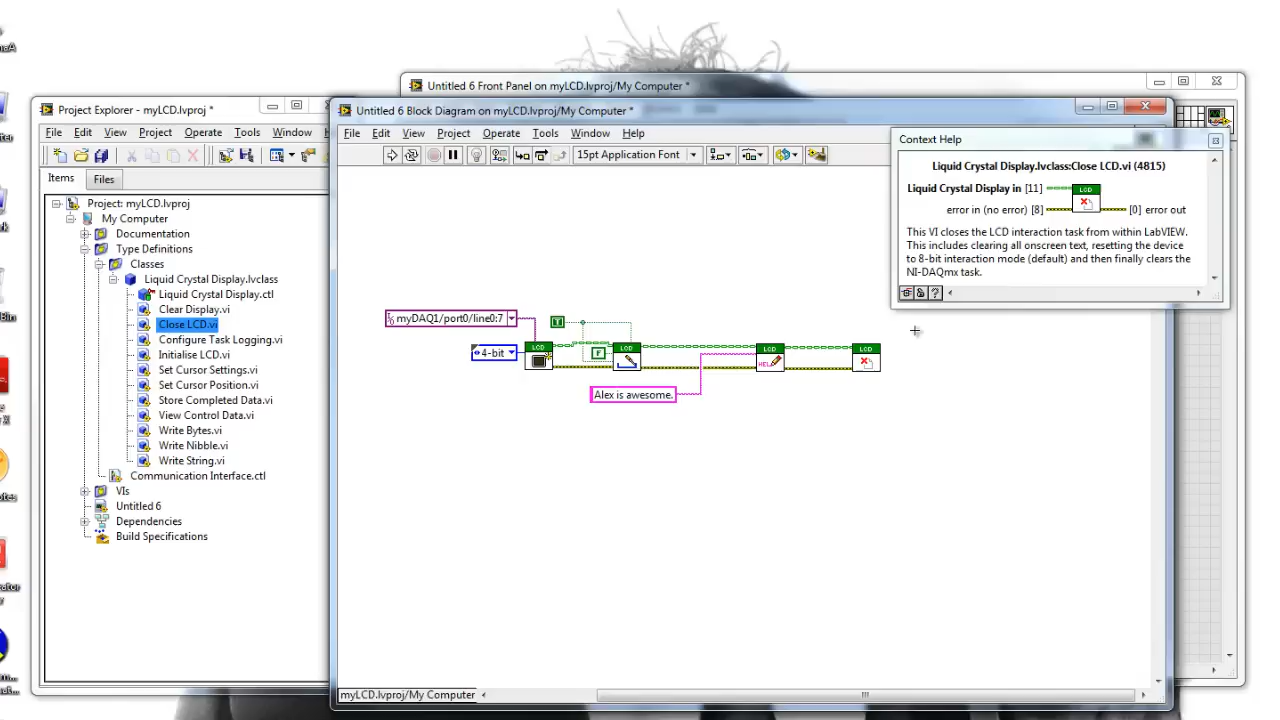 Untitled 6 Front Panel on myLCD.lvproj/My Computer *
Project Explorer - myLCD.lvproj *
File Edit View Project Operate Tools Window
Items Files
Project: myLCD.lvproj
My Computer
Documentation
Type Definitions
Classes
Liquid Crystal Display.lvclass
Liquid Crystal Display.ctl
Clear Display.vi
Close LCD.vi
Configure Task Logging.vi
Initialise LCD.vi
Set Cursor Settings.vi
Set Cursor Position.vi
Store Completed Data.vi
View Control Data.vi
Write Bytes.vi
Write Nibble.vi
Write String.vi
Communication Interface.ctl
VIs
Untitled 6
Dependencies
Build Specifications
Untitled 6 Block Diagram on myLCD.lvproj/My Computer *
File Edit View Project Operate Tools Window Help
15pt Application Font
myDAQ1/port0/line0:7
T
4-bit
LCD
F
LCD
LCD
HEL
LCD
Alex is awesome.
myLCD.lvproj/My Computer
Context Help
Liquid Crystal Display.lvclass:Close LCD.vi (4815)
Liquid Crystal Display in [11]
LCD
error in (no error) [8]
[0] error out
This VI closes the LCD interaction task from within LabVIEW.
This includes clearing all onscreen text, resetting the device
to 8-bit interaction mode (default) and then finally clears the
NI-DAQmx task.